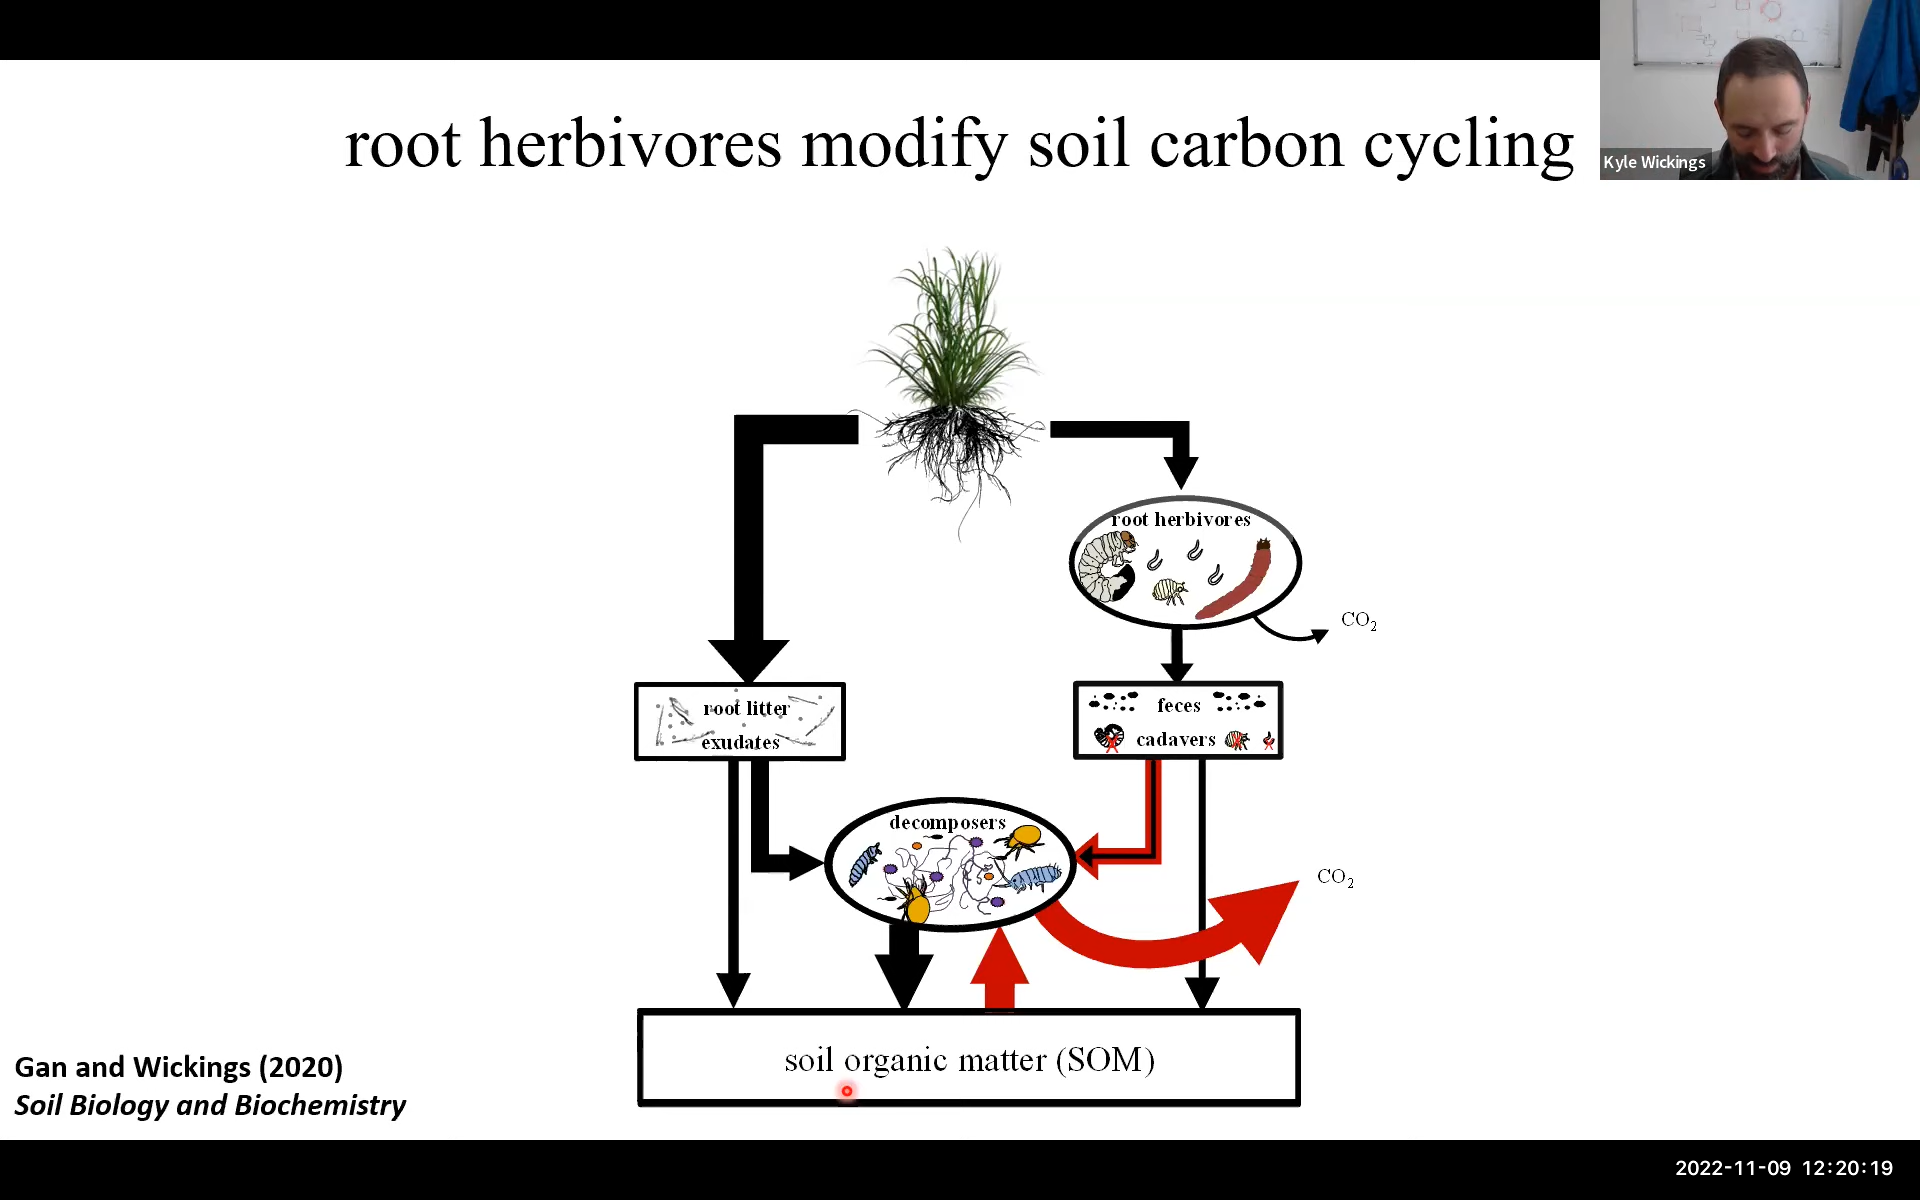 root herbivores modify soil carbon cycling
Kyle Wickings
root herbivores
CO2
root litter
exudates
feces
cadavers
decomposers
CO2
soil organic matter (SOM)
Gan and Wickings (2020)
Soil Biology and Biochemistry
2022-11-09 12:20:19